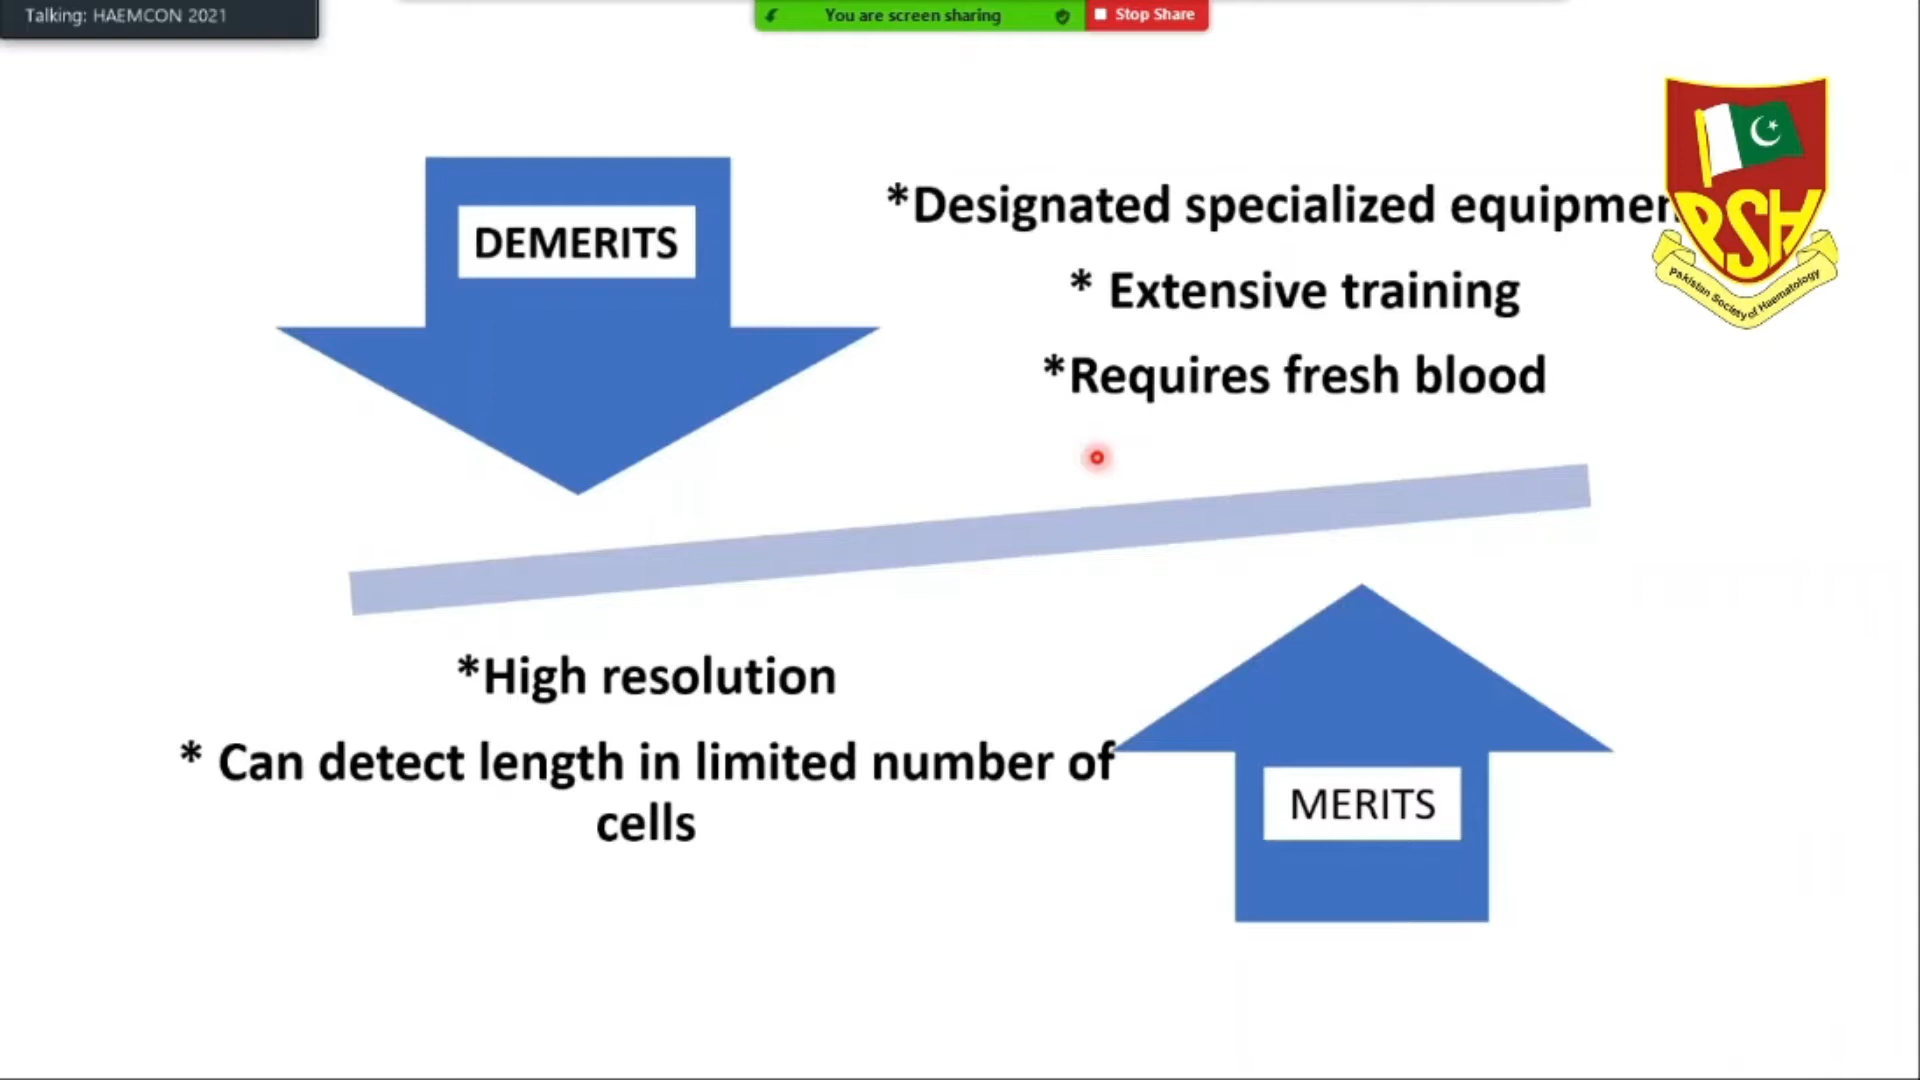 Talking: HAEMCON 2021
You are screen sharing
Stop Share
DEMERITS
*Designated specialized equipmen
* Extensive training
*Requires fresh blood
PSH
Pakistan Society of Haematology
*High resolution
* Can detect length in limited number of
cells
MERITS